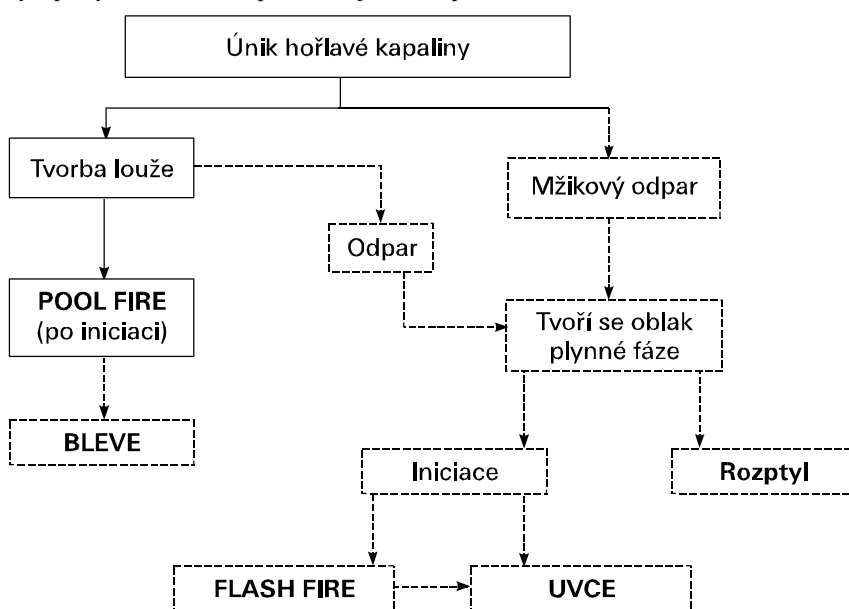 Únik hořlavé kapaliny
Tvorba louže
Mžikový odpar
Odpar
POOL FIRE
(po iniciaci)
Tvoří se oblak
plynné fáze
BLEVE
Iniciace
Rozptyl
FLASH FIRE
UVCE